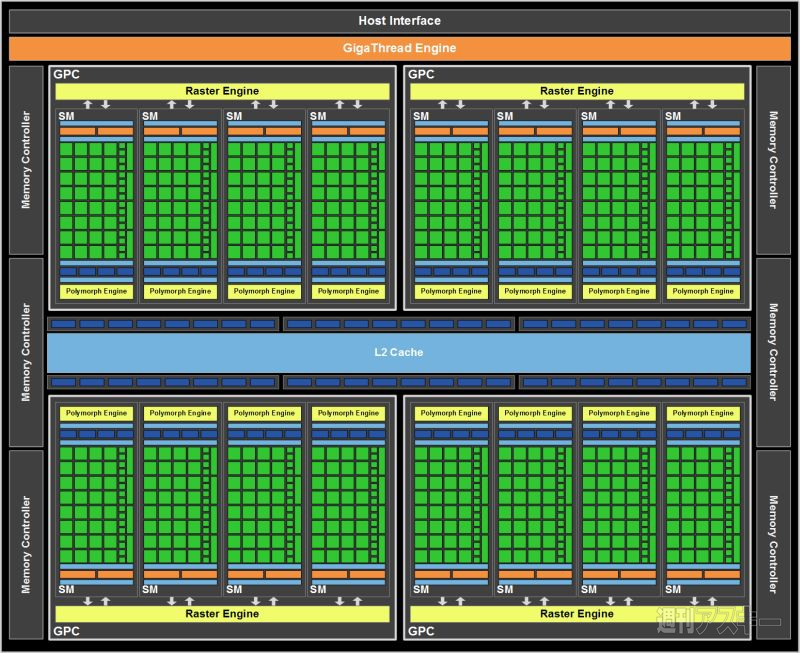 Host Interface
GigaThread Engine
GPC
GPC
Raster Engine
Raster Engine
SM SM SM SM
SM SM SM SM
Memory Controller
Memory Controller
Polymorph Engine Polymorph Engine Polymorph Engine Polymorph Engine
Polymorph Engine Polymorph Engine Polymorph Engine Polymorph Engine
Memory Controller
L2 Cache
Memory Controller
Polymorph Engine Polymorph Engine Polymorph Engine Polymorph Engine
Polymorph Engine Polymorph Engine Polymorph Engine Polymorph Engine
Memory Controller
Memory Controller
SM SM SM SM
SM SM SM SM
Raster Engine
Raster Engine
GPC
GPC
週刊アスキー